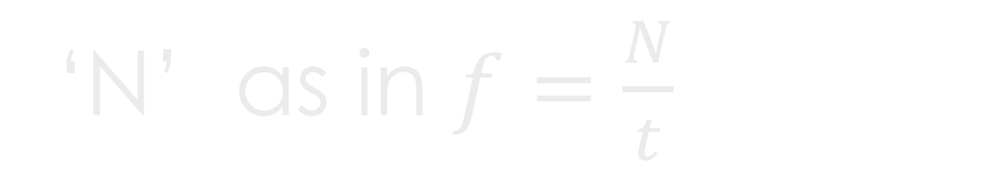 ‘N’ as in f = N/t